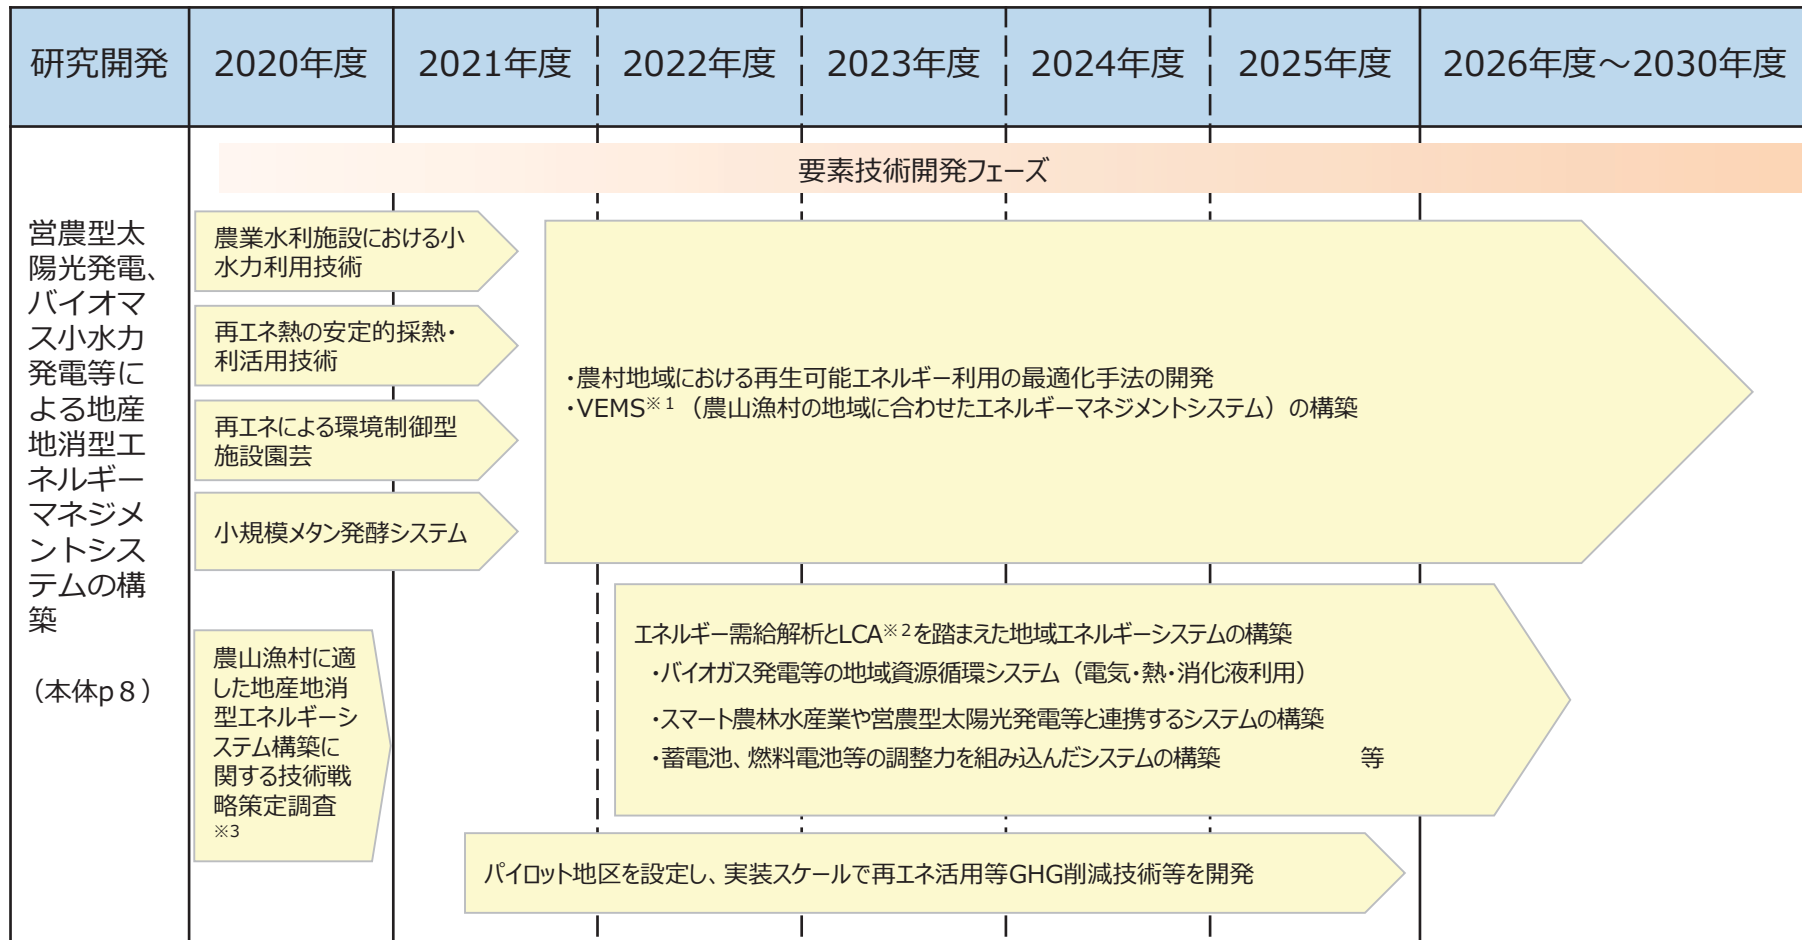 研究開発
2020年度
2021年度
2022年度
2023年度
2024年度
2025年度
2026年度～2030年度
要素技術開発フェーズ
営農型太
陽光発電、
バイオマ
ス小水力
発電等に
よる地産
地消型エ
ネルギー
マネジメ
ントシス
テムの構
築
（本体p８）
農業水利施設における小
水力利用技術
再エネ熱の安定的採熱・
利活用技術
再エネによる環境制御型
施設園芸
小規模メタン発酵システム
農山漁村に適
した地産地消
型エネルギーシ
ステム構築に
関する技術戦
略策定調査
※3
・農村地域における再生可能エネルギー利用の最適化手法の開発
・VEMS※１（農山漁村の地域に合わせたエネルギーマネジメントシステム）の構築
エネルギー需給解析とLCA※２を踏まえた地域エネルギーシステムの構築
・バイオガス発電等の地域資源循環システム（電気・熱・消化液利用）
・スマート農林水産業や営農型太陽光発電等と連携するシステムの構築
・蓄電池、燃料電池等の調整力を組み込んだシステムの構築 等
パイロット地区を設定し、実装スケールで再エネ活用等GHG削減技術等を開発